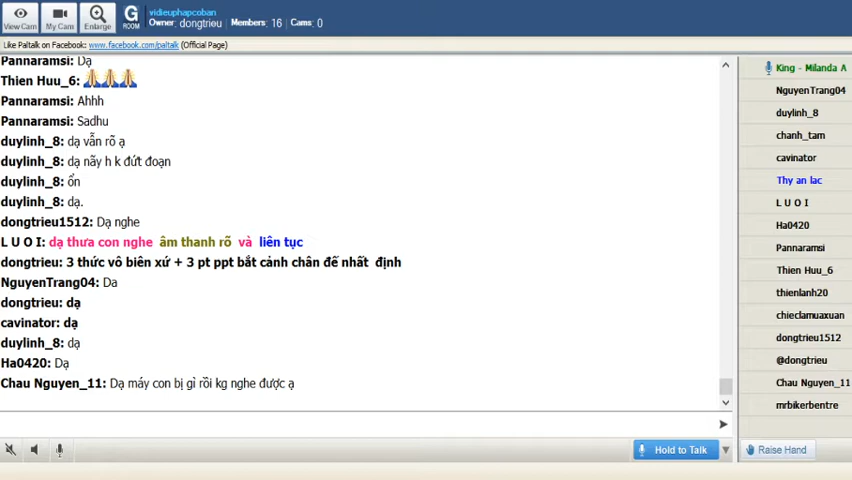 View Cam
My Cam
Enlarge
G
ROOM
vidieuphapcoban
Owner: dongtrieu Members: 16 Cams: 0
Like Paltalk on Facebook: www.facebook.com/paltalk (Official Page)
Pannaramsi: Dạ
Thien Huu_6: 🙏🙏🙏
Pannaramsi: Ahhh
Pannaramsi: Sadhu
duylinh_8: dạ vẫn rõ ạ
duylinh_8: dạ nãy h k đứt đoạn
duylinh_8: ổn
duylinh_8: dạ.
dongtrieu1512: Dạ nghe
L U O I: dạ thưa con nghe âm thanh rõ và liên tục
dongtrieu: 3 thức vô biên xứ + 3 pt ppt bắt cảnh chân đế nhất định
NguyenTrang04: Da
dongtrieu: dạ
cavinator: dạ
duylinh_8: dạ
Ha0420: Dạ
Chau Nguyen_11: Dạ máy con bị gì rồi kg nghe được ạ
Hold to Talk
King - Milanda A
NguyenTrang04
duylinh_8
chanh_tam
cavinator
Thy an lac
L U O I
Ha0420
Pannaramsi
Thien Huu_6
thienlanh20
chieclamuaxuan
dongtrieu1512
@dongtrieu
Chau Nguyen_11
mrbikerbentre
Raise Hand